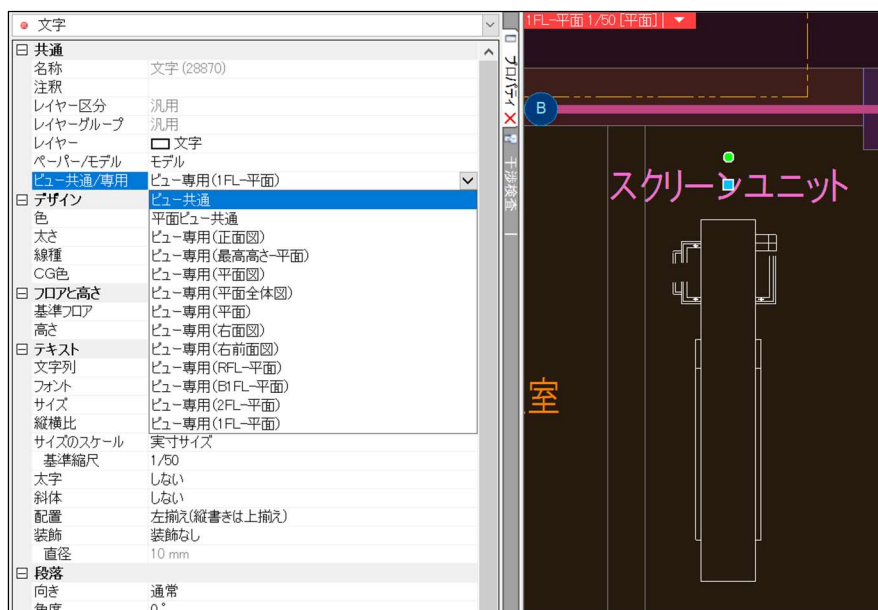 文字
共通
名称 文字 (28870)
注釈
レイヤー区分 汎用
レイヤーグループ 汎用
レイヤー 文字
ペーパー/モデル モデル
ビュー共通/専用 ビュー専用(1FL-平面)
ビュー共通
デザイン
色 平面ビュー共通
太さ ビュー専用(正面図)
線種 ビュー専用(最高高さ-平面)
CG色 ビュー専用(平面図)
フロアと高さ ビュー専用(平面全体図)
基準フロア ビュー専用(平面)
高さ ビュー専用(右面図)
テキスト ビュー専用(右前面図)
文字列 ビュー専用(RFL-平面)
フォント ビュー専用(B1FL-平面)
サイズ ビュー専用(2FL-平面)
縦横比 ビュー専用(1FL-平面)
サイズのスケール 実寸サイズ
基準縮尺 1/50
太字 しない
斜体 しない
配置 左揃え(縦書きは上揃え)
装飾 装飾なし
直径 10 mm
段落
向き 通常
角度 0°
プロパティ
干渉検査
1FL-平面 1/50 [平面]
B
スクリーンユニット
室